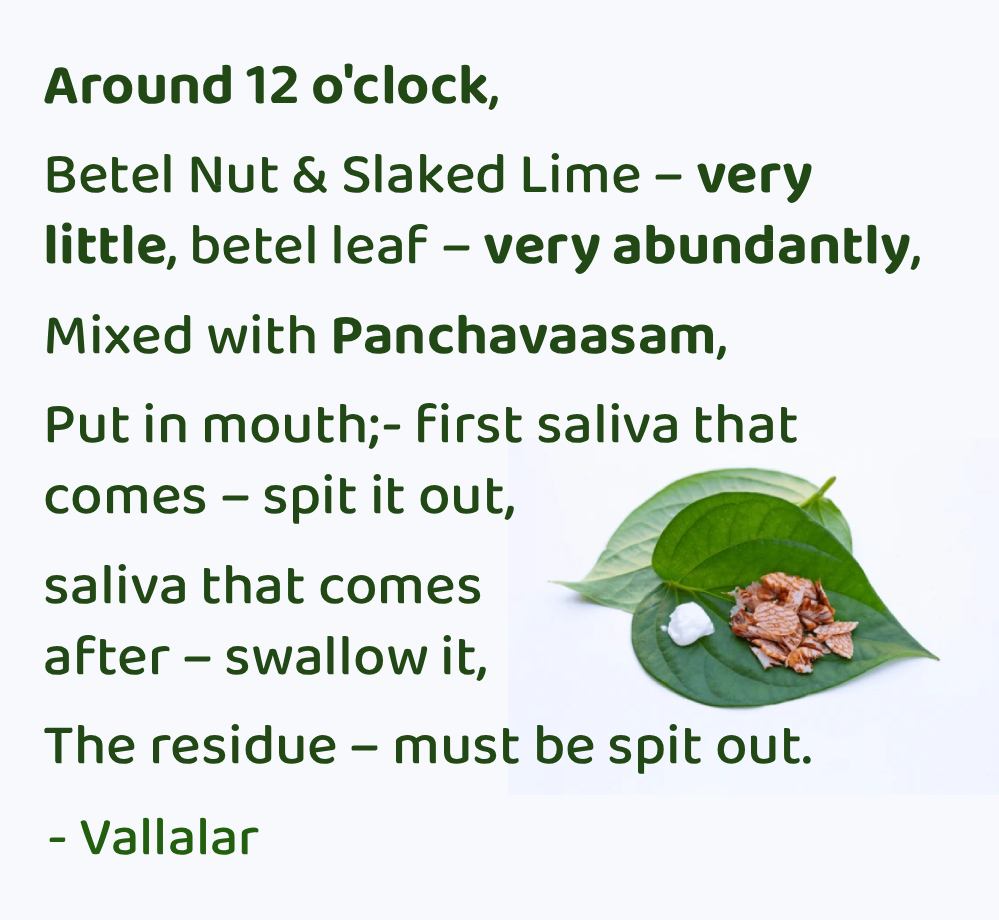 Around 12 o'clock,
Betel Nut & Slaked Lime – very
little, betel leaf – very abundantly,
Mixed with Panchavaasam,
Put in mouth;- first saliva that
comes – spit it out,
saliva that comes
after – swallow it,
The residue – must be spit out.
- Vallalar